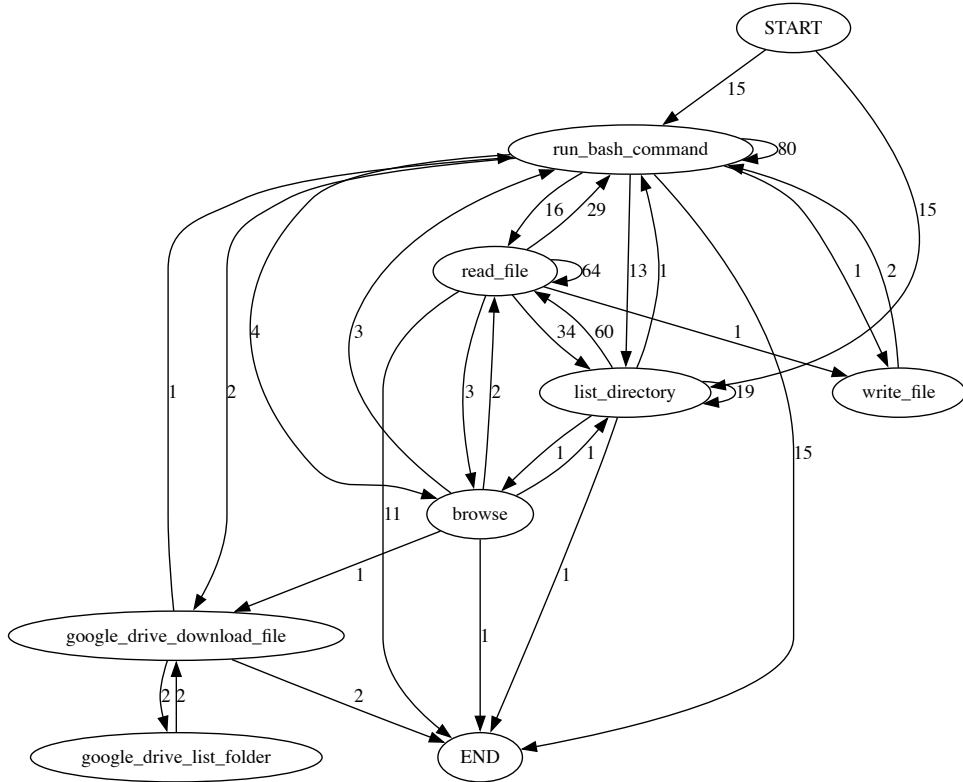 START
15
run_bash_command
80
16 29 15
read_file
64 13 1 1 2
4 3 34 60 1
3 2
1 2 list_directory 19 write_file
1 1 15
11 browse
1 1
google_drive_download_file
1
2 2 2
google_drive_list_folder END